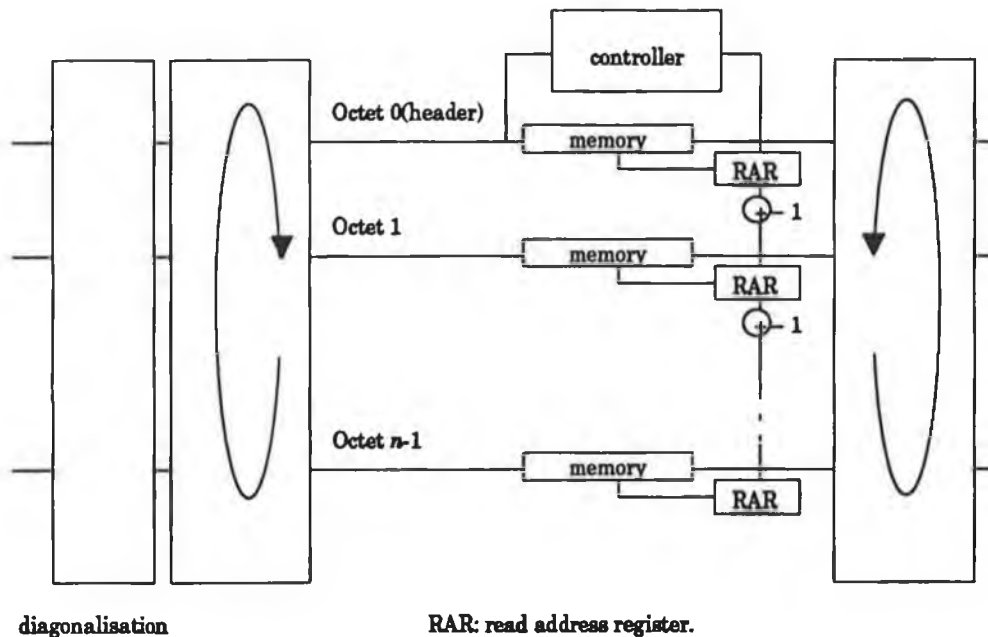 controller
Octet 0(header)
memory
RAR
+ - 1
Octet 1
memory
RAR
+ - 1
Octet n-1
memory
RAR
diagonalisation
RAR: read address register.